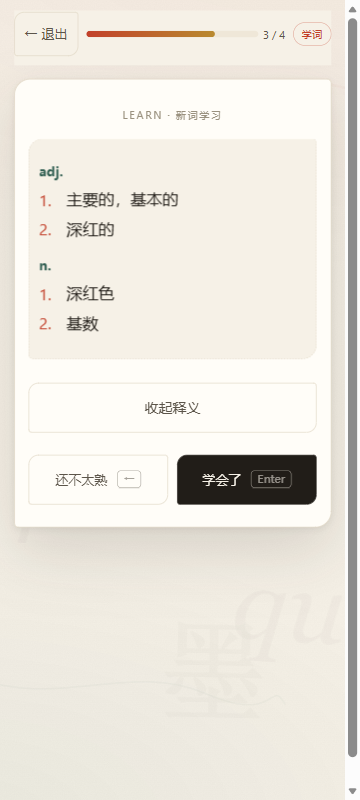 ← 退出
3 / 4
学词
LEARN · 新词学习
adj.
1. 主要的，基本的
2. 深红的
n.
1. 深红色
2. 基数
收起释义
还不太熟 ←
学会了 Enter
qu
墨